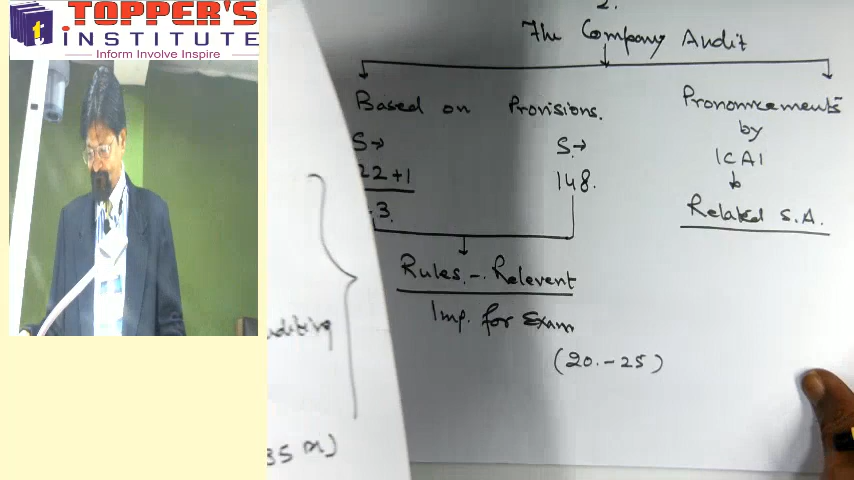 TOPPER'S
iNSTITUTE
Inform Involve Inspire
t
2.
The Company Audit
Based on Provisions.
Pronouncements
by
ICAI
Related S.A.
S→
22+1
3.
S.→
148.
Rules.- Relevent
Imp. for Exam
(20.-25)
uditing
35 m)